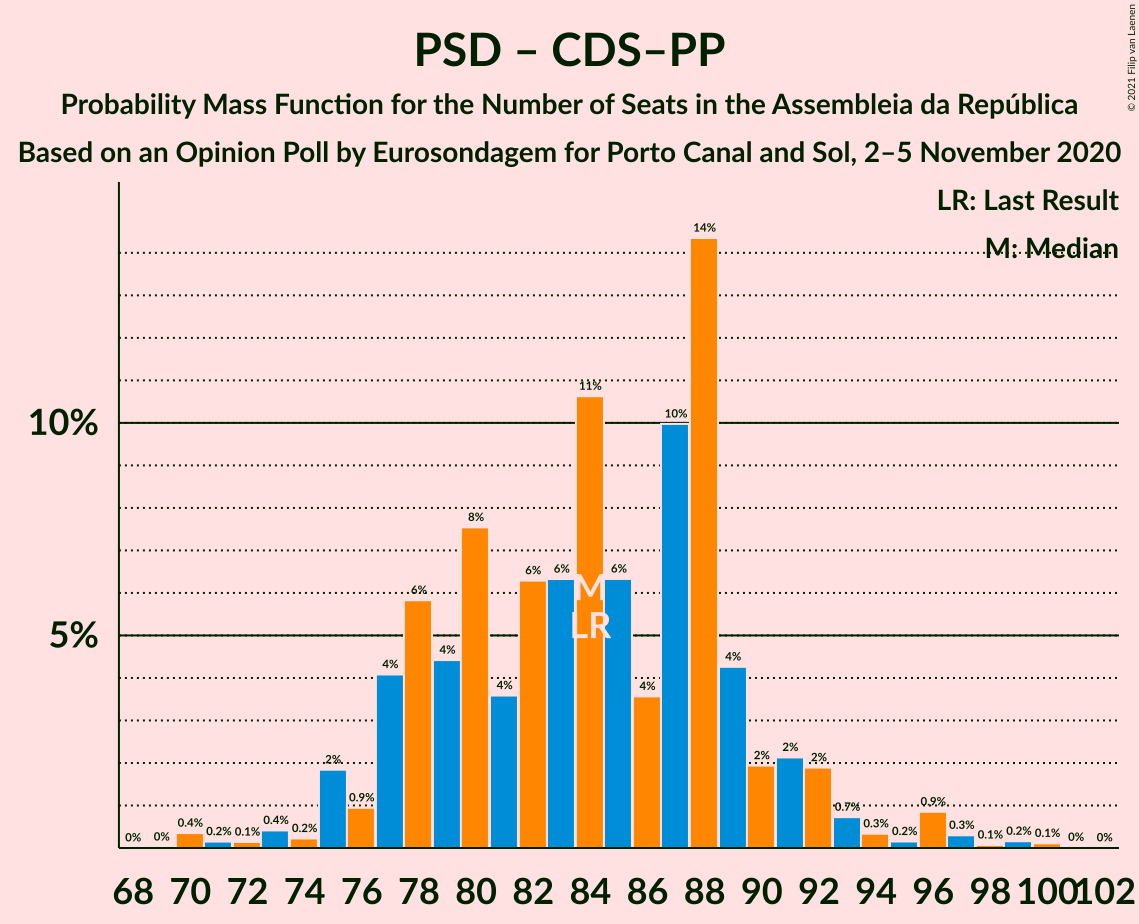 PSD – CDS–PP
Probability Mass Function for the Number of Seats in the Assembleia da República
Based on an Opinion Poll by Eurosondagem for Porto Canal and Sol, 2–5 November 2020
© 2021 Filip van Laenen
LR: Last Result
M: Median
10%
5%
0% 0% 0.4% 0.2% 0.1% 0.4% 0.2% 2% 0.9% 4% 6% 4% 8% 4% 6% 6% 11% 6% 4% 10% 14% 4% 2% 2% 2% 0.7% 0.3% 0.2% 0.9% 0.3% 0.1% 0.2% 0.1% 0% 0%
M
LR
68 70 72 74 76 78 80 82 84 86 88 90 92 94 96 98 100 102